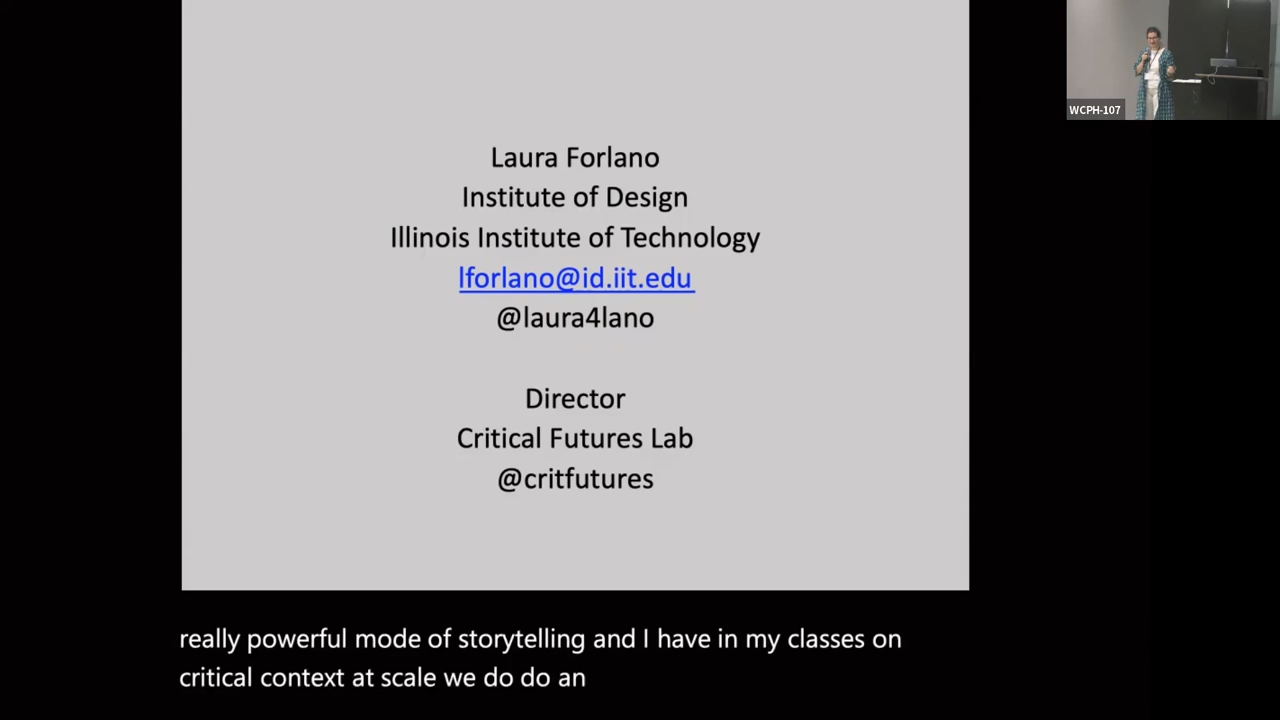 WCPH-107
Laura Forlano
Institute of Design
Illinois Institute of Technology
lforlano@id.iit.edu
@laura4lano
Director
Critical Futures Lab
@critfutures
really powerful mode of storytelling and I have in my classes on
critical context at scale we do do an